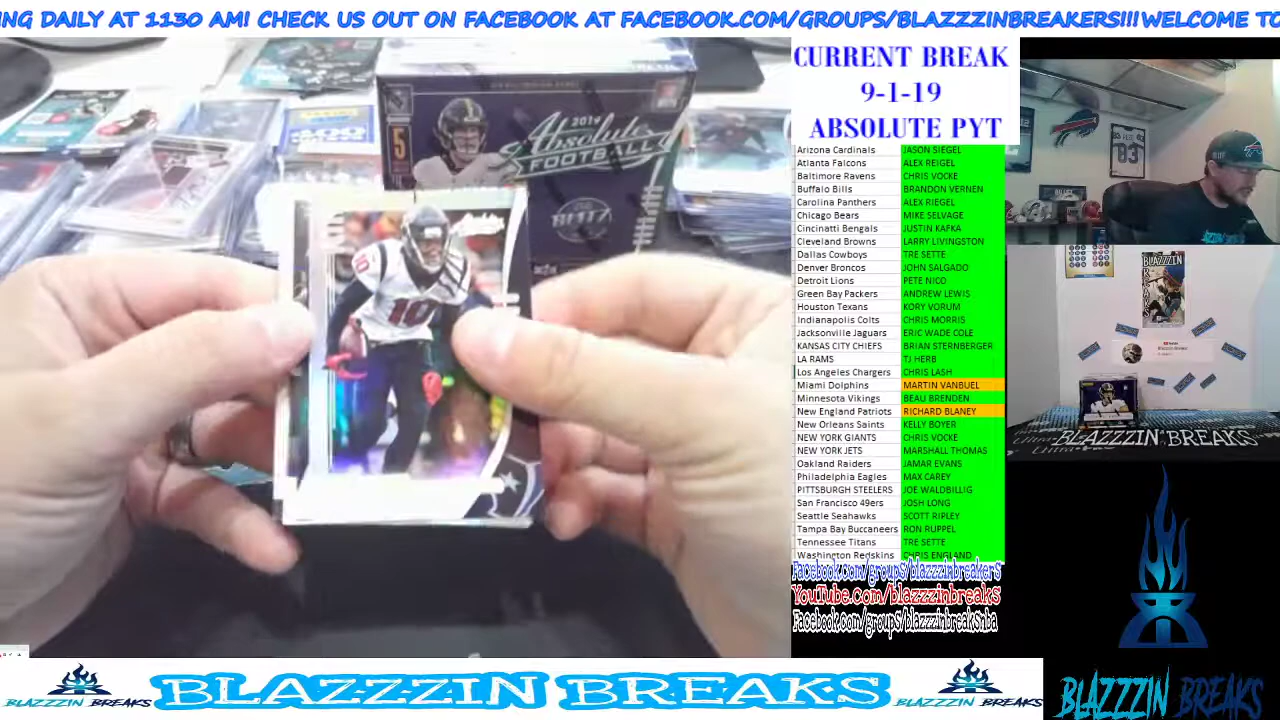 NG DAILY AT 1130 AM! CHECK US OUT ON FACEBOOK AT FACEBOOK.COM/GROUPS/BLAZZZINBREAKERS!!!WELCOME TO
CURRENT BREAK
9-1-19
ABSOLUTE PYT
Arizona Cardinals JASON SIEGEL
Atlanta Falcons ALEX REIGEL
Baltimore Ravens CHRIS VOCKE
Buffalo Bills BRANDON VERNEN
Carolina Panthers ALEX RIEGEL
Chicago Bears MIKE SELVAGE
Cincinatti Bengals JUSTIN KAFKA
Cleveland Browns LARRY LIVINGSTON
Dallas Cowboys TRE SETTE
Denver Broncos JOHN SALGADO
Detroit Lions PETE NICO
Green Bay Packers ANDREW LEWIS
Houston Texans KORY VORUM
Indianapolis Colts CHRIS MORRIS
Jacksonville Jaguars ERIC WADE COLE
KANSAS CITY CHIEFS BRIAN STERNBERGER
LA RAMS TJ HERB
Los Angeles Chargers CHRIS LASH
Miami Dolphins MARTIN VANBUEL
Minnesota Vikings BEAU BRENDEN
New England Patriots RICHARD BLANEY
New Orleans Saints KELLY BOYER
NEW YORK GIANTS CHRIS VOCKE
NEW YORK JETS MARSHALL THOMAS
Oakland Raiders JAMAR EVANS
Philadelphia Eagles MAX CAREY
PITTSBURGH STEELERS JOE WALDBILLIG
San Francisco 49ers JOSH LONG
Seattle Seahawks SCOTT RIPLEY
Tampa Bay Buccaneers RON RUPPEL
Tennessee Titans TRE SETTE
Washington Redskins CHRIS ENGLAND
Facebook.com/groups/blazzzinbreakers
YouTube.com/blazzzinbreaks
Facebook.com/groups/blazzzinbreaksnba
2019
Absolute
FOOTBALL
5
BLITZ
10
83
BLAZZZIN
BLAZZZIN BREAKS
BLAZZZIN BREAKS
BLAZZZIN BREAKS
BLAZZZIN BREAKS
BLAZZZIN BREAKS